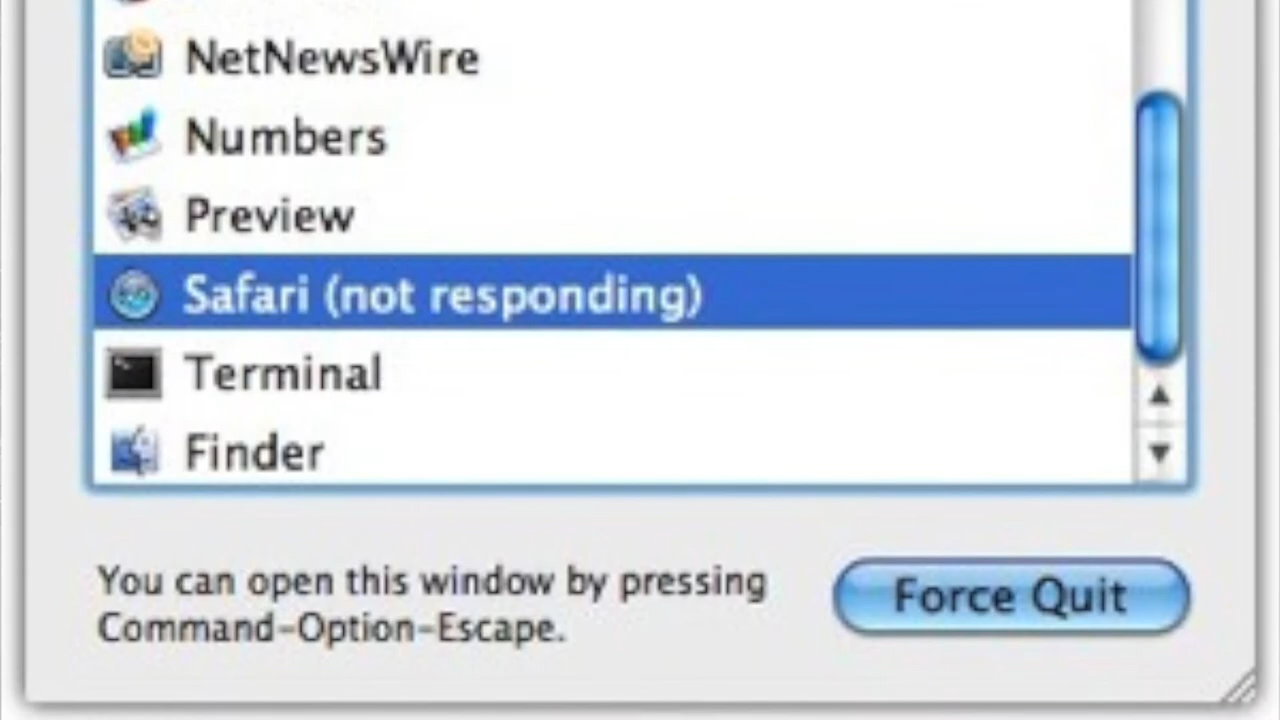 NetNewsWire
Numbers
Preview
Safari (not responding)
Terminal
Finder
You can open this window by pressing
Command-Option-Escape.
Force Quit